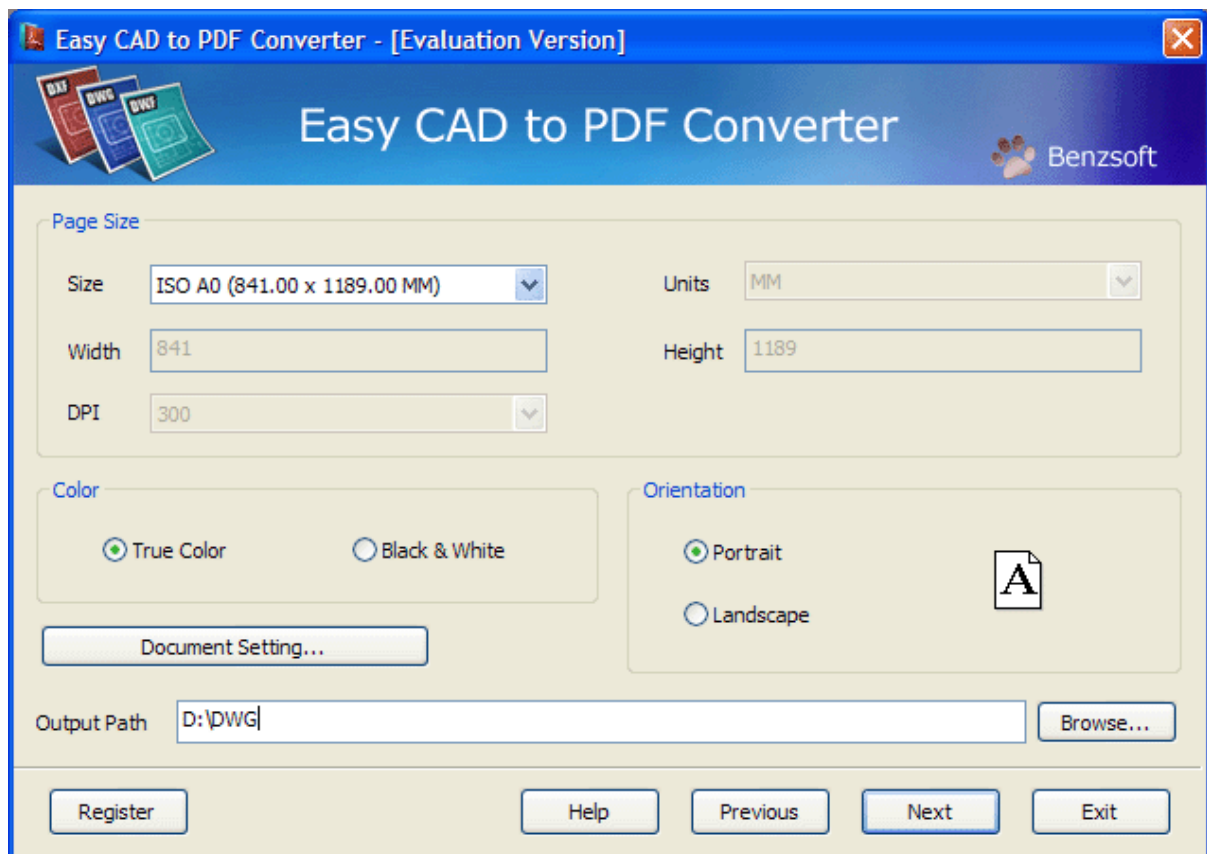 Easy CAD to PDF Converter - [Evaluation Version]
DXF
DWG
DWF
Easy CAD to PDF Converter
Benzsoft
Page Size
Size ISO A0 (841.00 x 1189.00 MM) Units MM
Width 841 Height 1189
DPI 300
Color
Orientation
True Color Black & White
Portrait
A
Landscape
Document Setting...
Output Path D:\DWG Browse...
Register Help Previous Next Exit